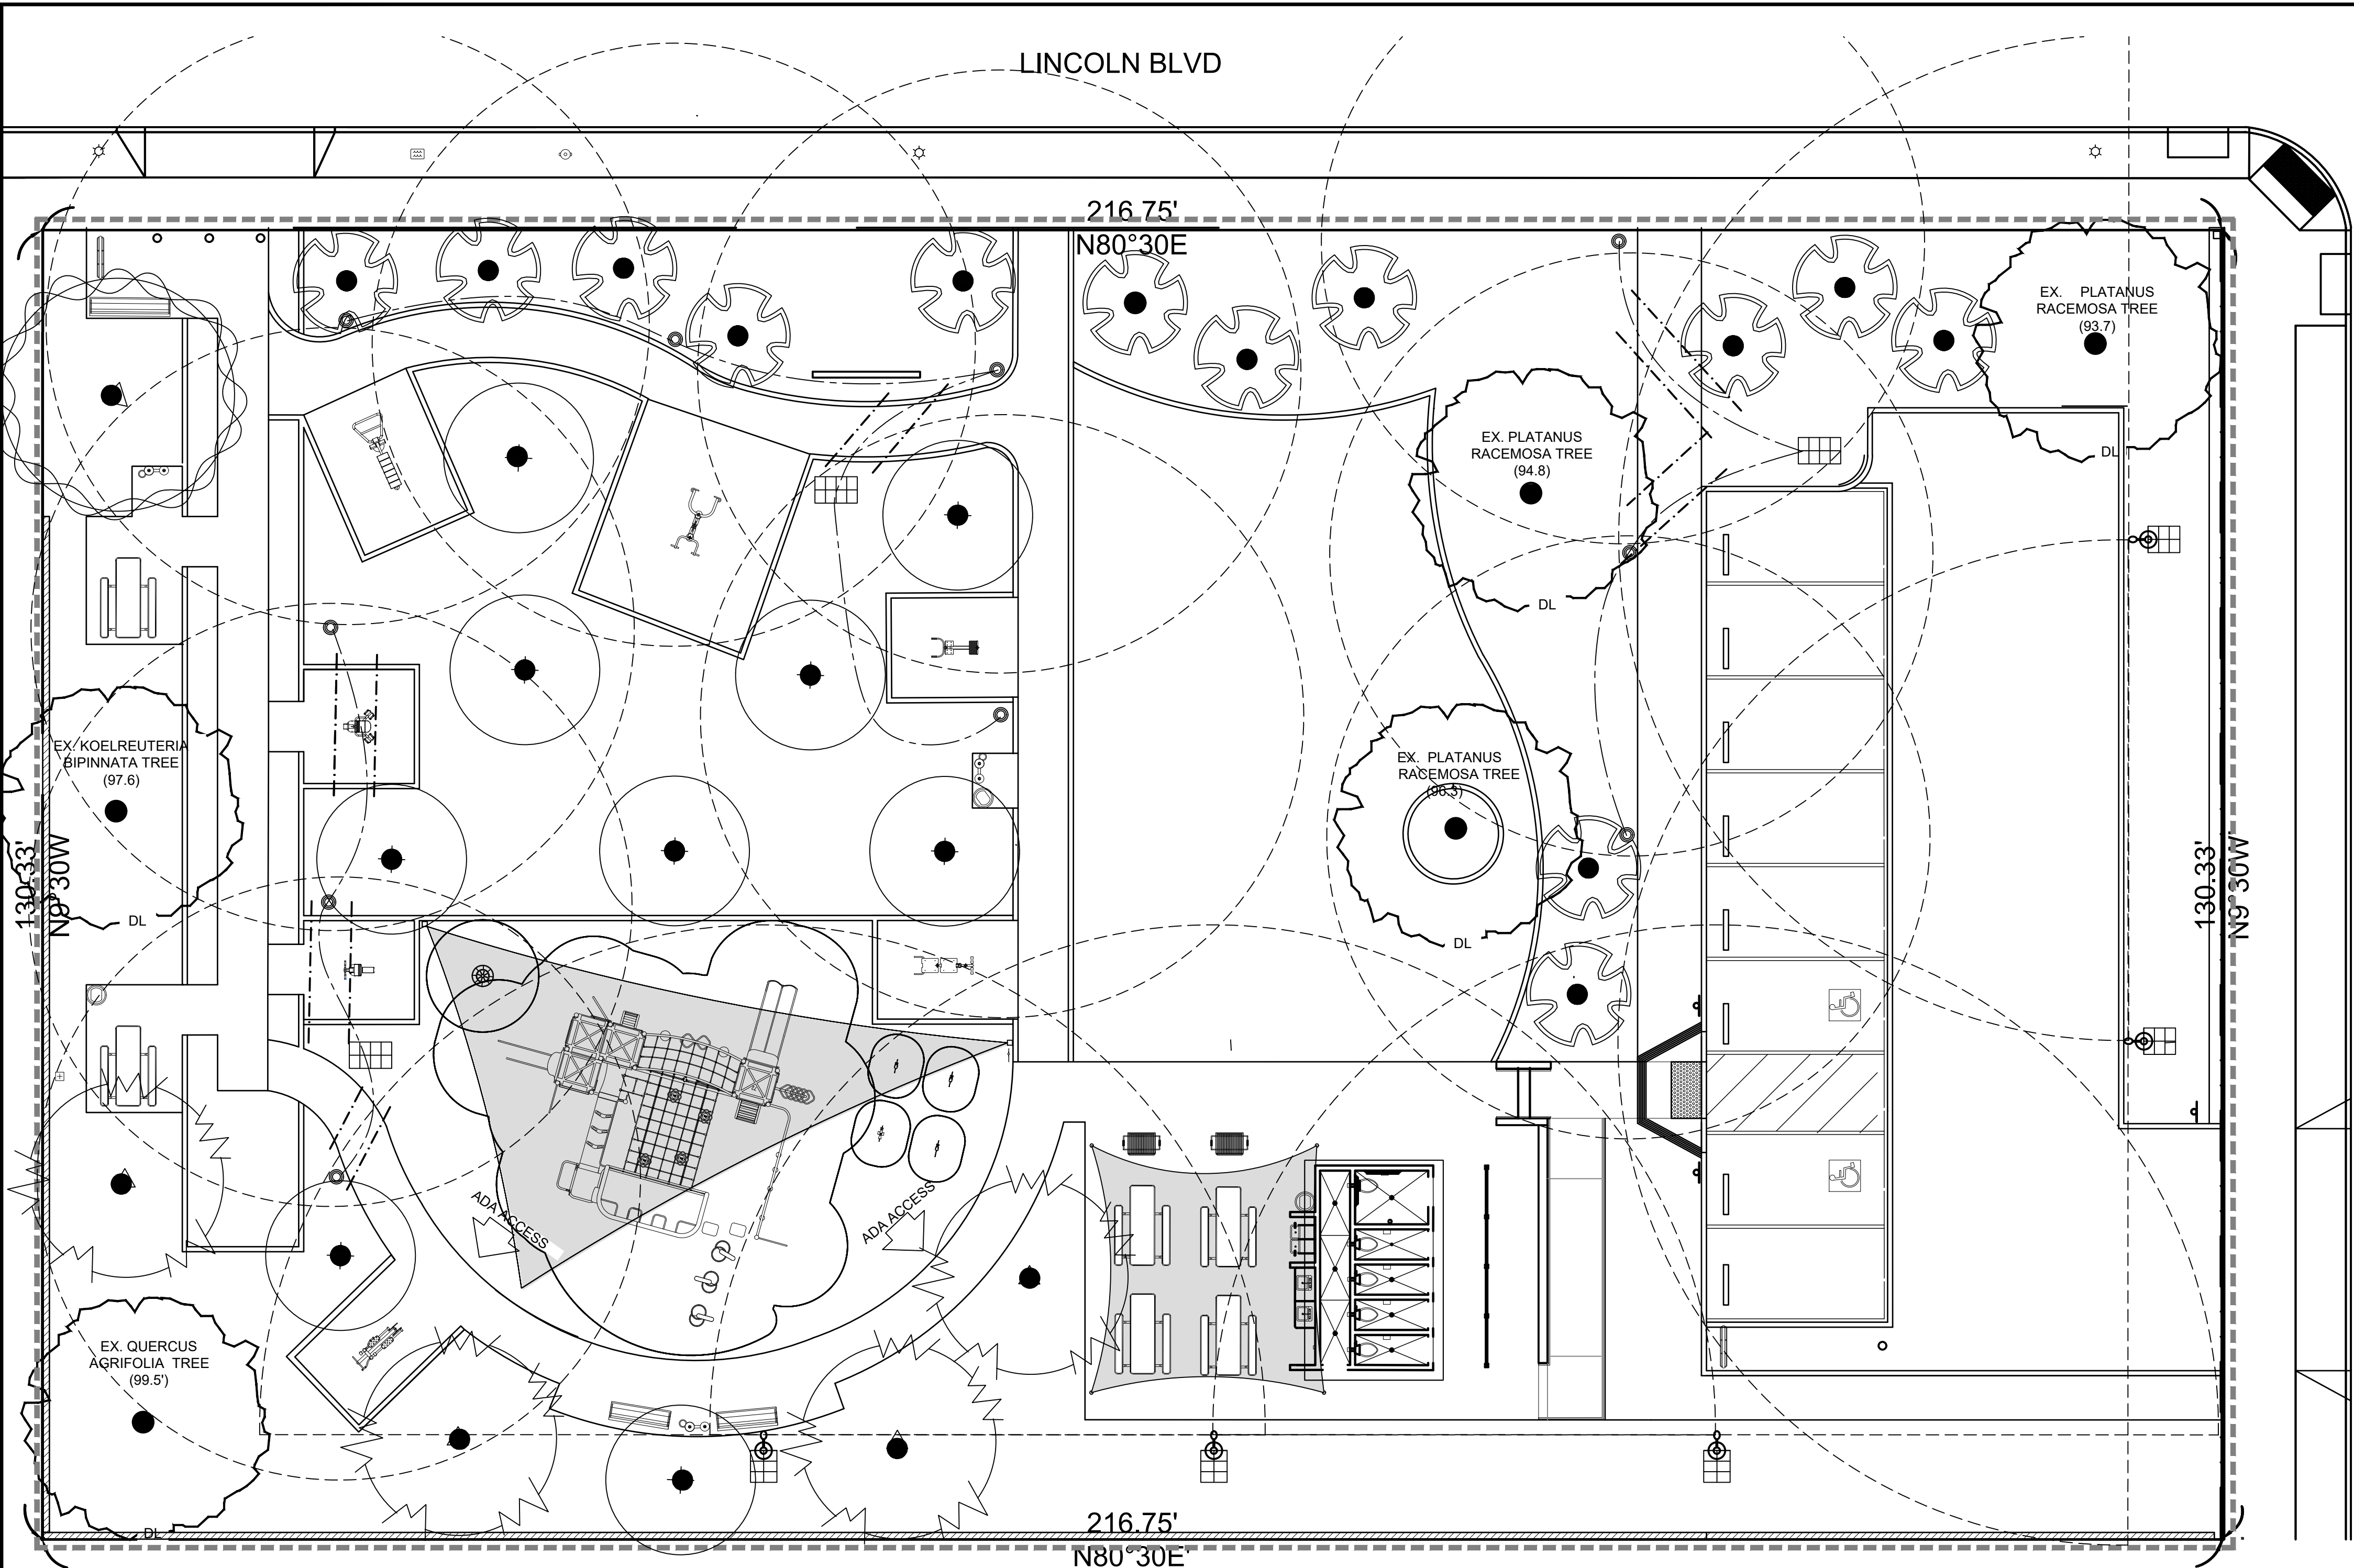 LINCOLN BLVD
216.75'
N80°30E
EX. PLATANUS
RACEMOSA TREE
(93.7)
DL
EX. PLATANUS
RACEMOSA TREE
(94.8)
DL
EX. KOELREUTERIA
BIPINNATA TREE
(97.6)
DL
EX. PLATANUS
RACEMOSA TREE
(96.3)
DL
130.33'
N9°30W
130.33'
N9°30W
ADA ACCESS
ADA ACCESS
EX. QUERCUS
AGRIFOLIA TREE
(99.5')
DL
216.75'
N80°30E'